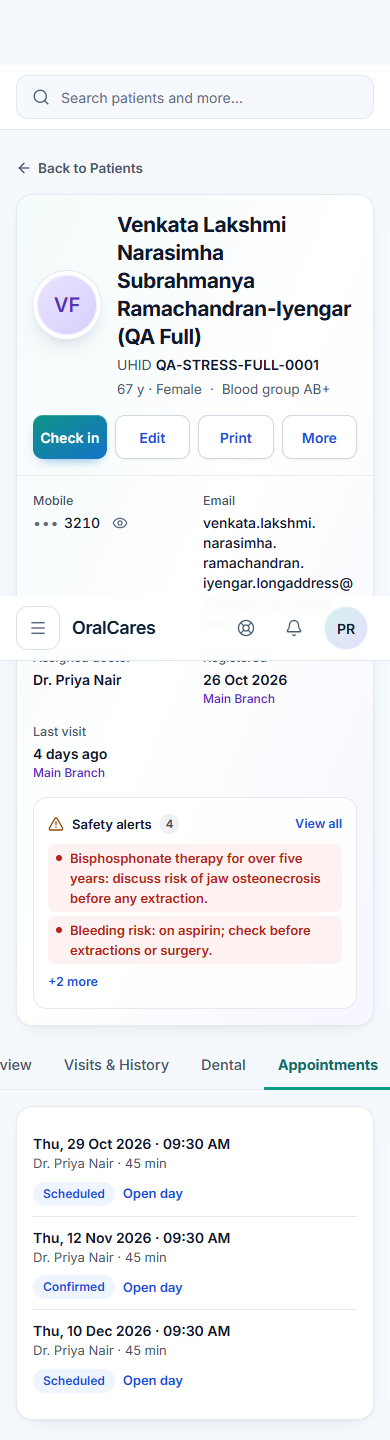 Search patients and more...
Back to Patients
VF
Venkata Lakshmi
Narasimha
Subrahmanya
Ramachandran-Iyengar
(QA Full)
UHID QA-STRESS-FULL-0001
67 y · Female · Blood group AB+
Check in
Edit
Print
More
Mobile
••• 3210
Email
venkata.lakshmi.
narasimha.
ramachandran.
iyengar.longaddress@
OralCares
PR
Dr. Priya Nair
26 Oct 2026
Main Branch
Last visit
4 days ago
Main Branch
Safety alerts 4
View all
• Bisphosphonate therapy for over five
years: discuss risk of jaw osteonecrosis
before any extraction.
• Bleeding risk: on aspirin; check before
extractions or surgery.
+2 more
view
Visits & History
Dental
Appointments
Thu, 29 Oct 2026 · 09:30 AM
Dr. Priya Nair · 45 min
Scheduled Open day
Thu, 12 Nov 2026 · 09:30 AM
Dr. Priya Nair · 45 min
Confirmed Open day
Thu, 10 Dec 2026 · 09:30 AM
Dr. Priya Nair · 45 min
Scheduled Open day